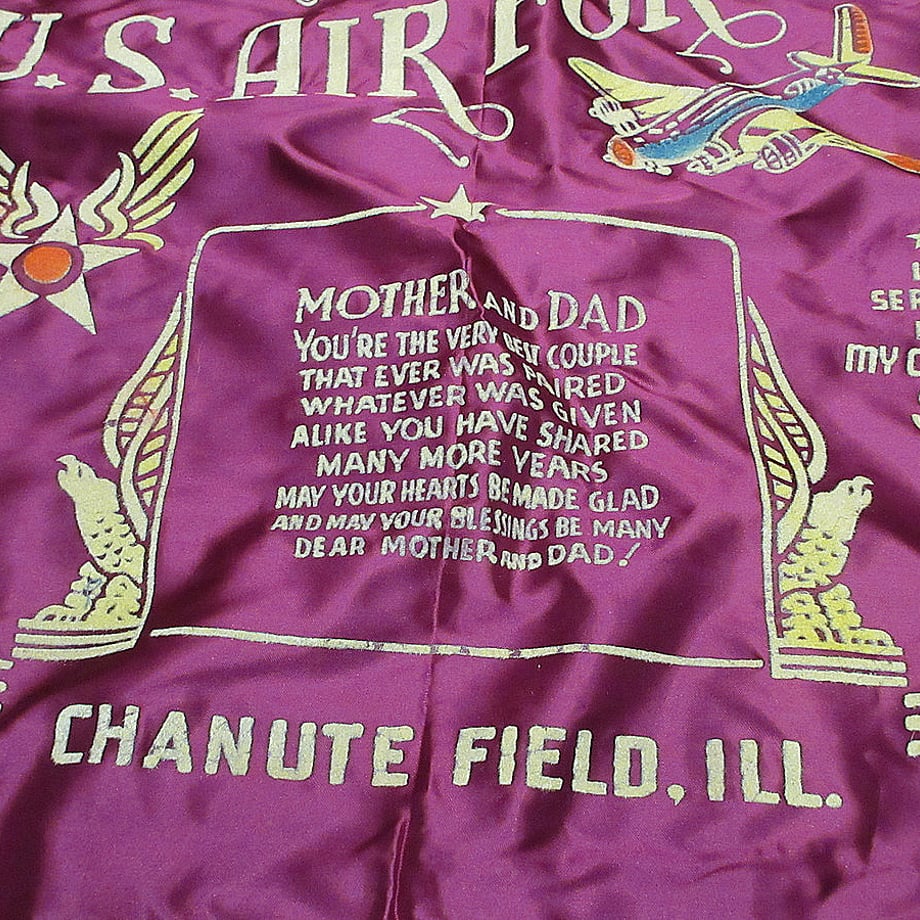 U.S. AIR FOR
MOTHER AND DAD
YOU'RE THE VERY BEST COUPLE
THAT EVER WAS PAIRED
WHATEVER WAS GIVEN
ALIKE YOU HAVE SHARED
MANY MORE YEARS
MAY YOUR HEARTS BE MADE GLAD
AND MAY YOUR BLESSINGS BE MANY
DEAR MOTHER AND DAD!
MY
CHANUTE FIELD, ILL.